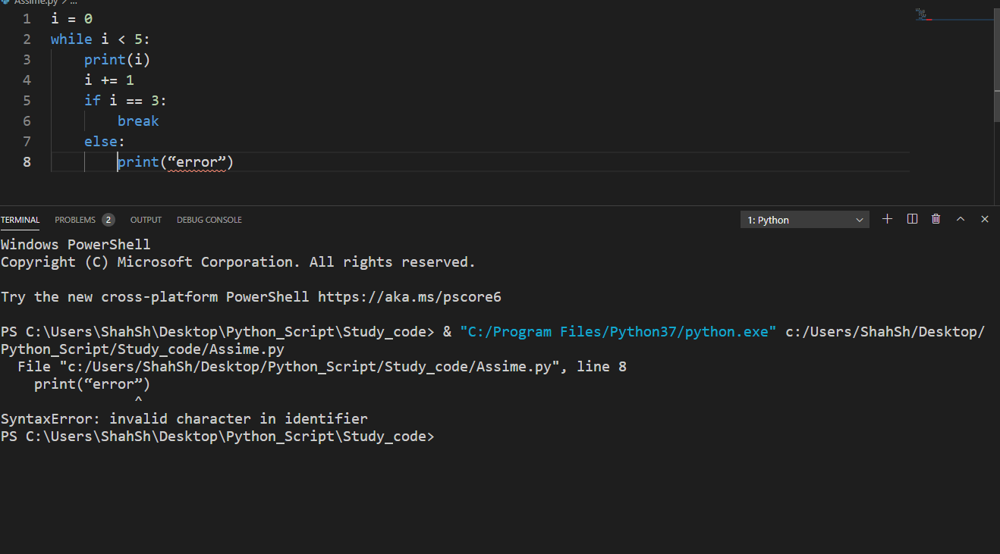 Assime.py > ...
1 i = 0
2 while i < 5:
3     print(i)
4     i += 1
5     if i == 3:
6         break
7     else:
8         print(“error”)
TERMINAL PROBLEMS 2 OUTPUT DEBUG CONSOLE 1: Python
Windows PowerShell
Copyright (C) Microsoft Corporation. All rights reserved.
Try the new cross-platform PowerShell https://aka.ms/pscore6
PS C:\Users\ShahSh\Desktop\Python_Script\Study_code> & "C:/Program Files/Python37/python.exe" c:/Users/ShahSh/Desktop/
Python_Script/Study_code/Assime.py
  File "c:/Users/ShahSh/Desktop/Python_Script/Study_code/Assime.py", line 8
    print(“error”)
                ^
SyntaxError: invalid character in identifier
PS C:\Users\ShahSh\Desktop\Python_Script\Study_code>